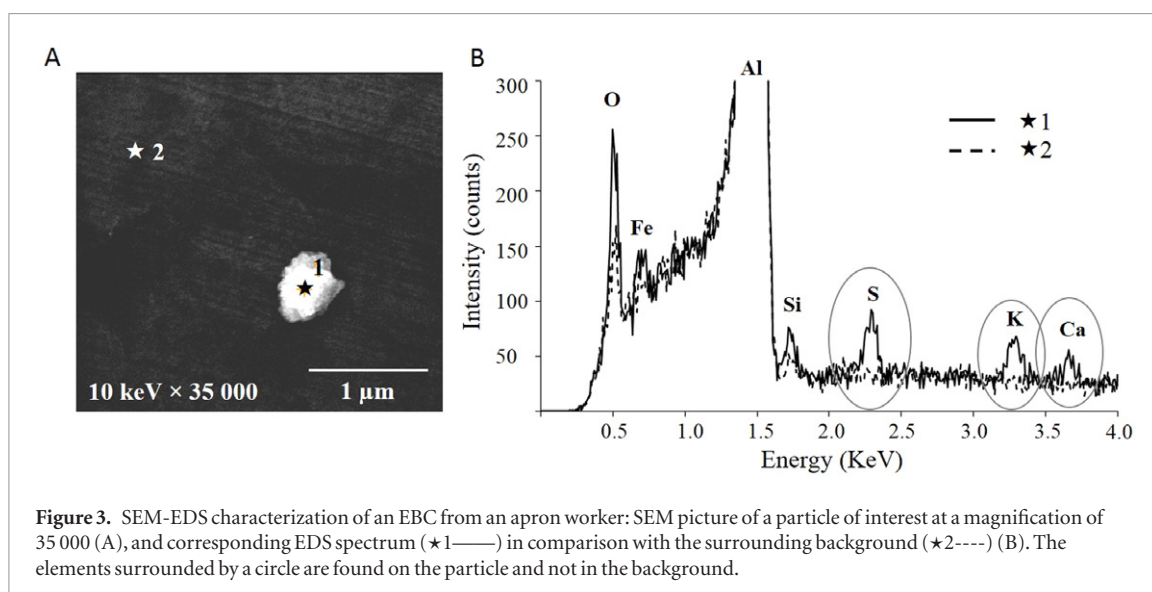 A
★ 2
★ 1
10 keV × 35 000
1 µm
B
300
250
200
150
100
50
Intensity (counts)
O
Fe
Al
Si
S
K
Ca
★1
★2
0.5
1.0
1.5
2.0
2.5
3.0
3.5
4.0
Energy (KeV)
Figure 3. SEM-EDS characterization of an EBC from an apron worker: SEM picture of a particle of interest at a magnification of
35 000 (A), and corresponding EDS spectrum (★1——) in comparison with the surrounding background (★2----) (B). The
elements surrounded by a circle are found on the particle and not in the background.